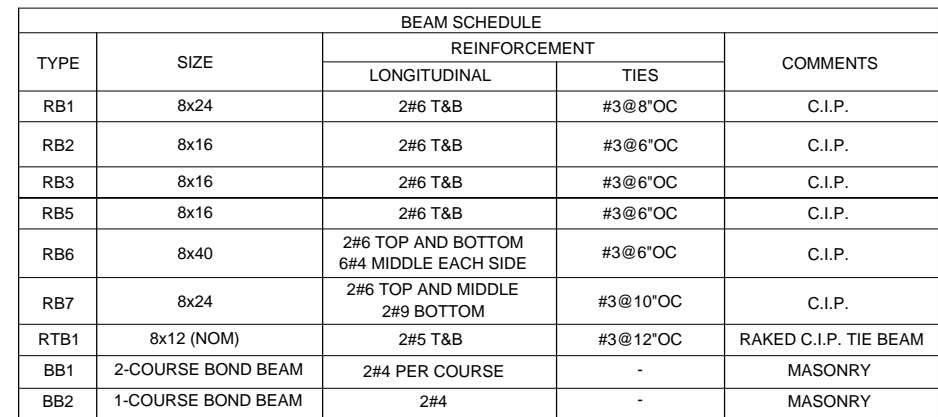 BEAM SCHEDULE
TYPE SIZE REINFORCEMENT COMMENTS
LONGITUDINAL TIES
RB1 8x24 2#6 T&B #3@8"OC C.I.P.
RB2 8x16 2#6 T&B #3@6"OC C.I.P.
RB3 8x16 2#6 T&B #3@6"OC C.I.P.
RB5 8x16 2#6 T&B #3@6"OC C.I.P.
RB6 8x40 2#6 TOP AND BOTTOM #3@6"OC C.I.P.
6#4 MIDDLE EACH SIDE
RB7 8x24 2#6 TOP AND MIDDLE #3@10"OC C.I.P.
2#9 BOTTOM
RTB1 8x12 (NOM) 2#5 T&B #3@12"OC RAKED C.I.P. TIE BEAM
BB1 2-COURSE BOND BEAM 2#4 PER COURSE - MASONRY
BB2 1-COURSE BOND BEAM 2#4 - MASONRY